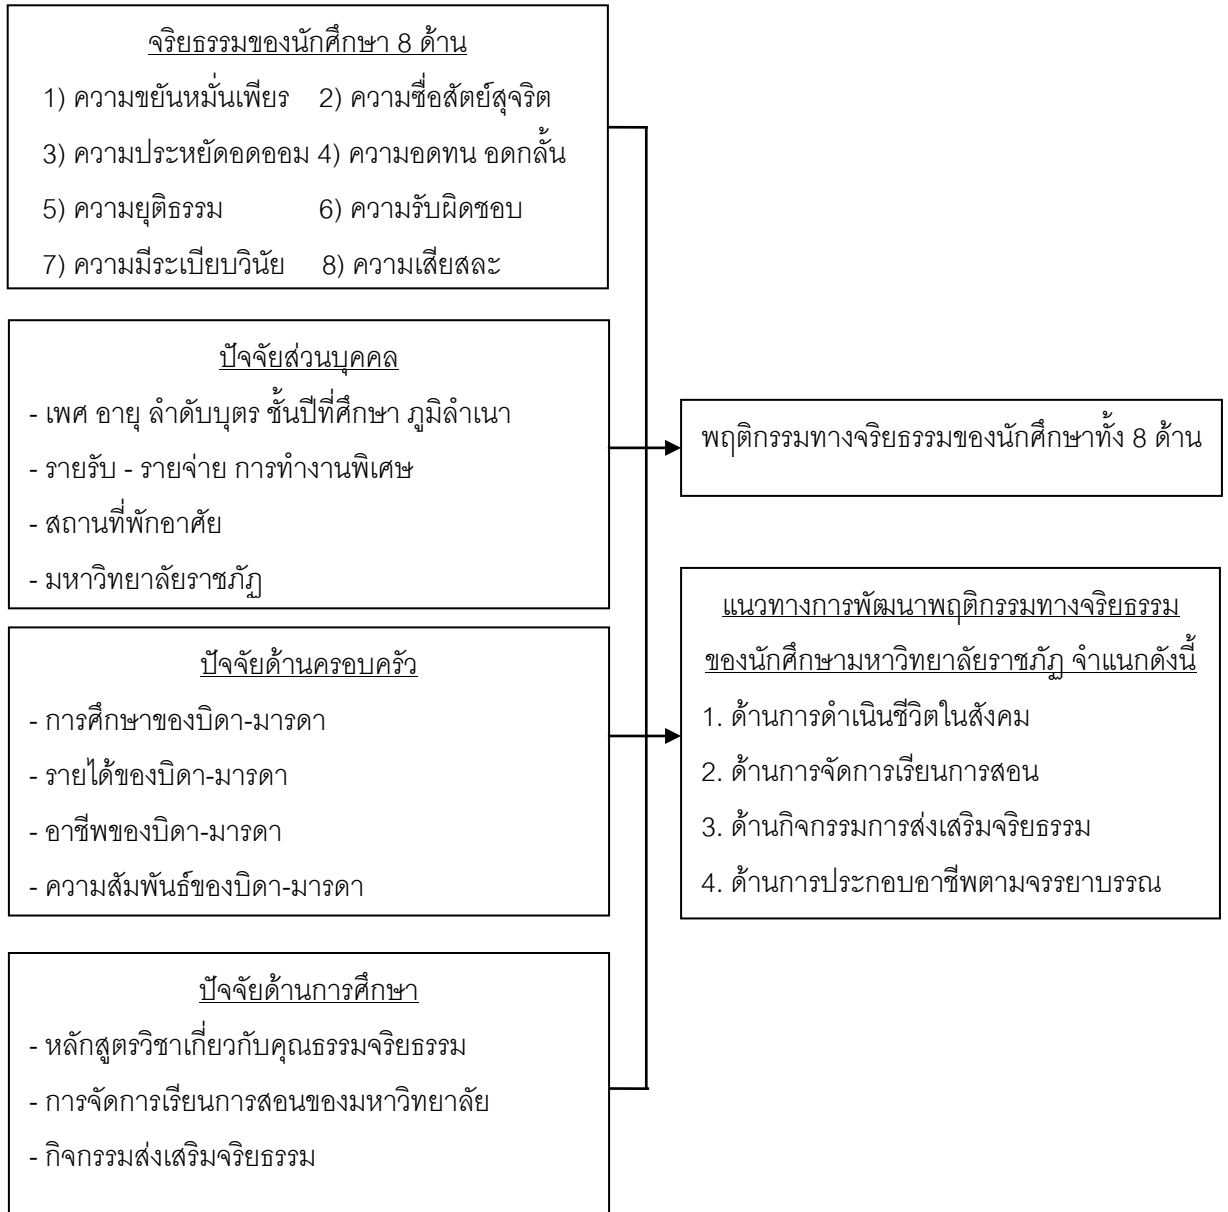 จริยธรรมของนักศึกษา 8 ด้าน
1) ความขยันหมั่นเพียร 2) ความซื่อสัตย์สุจริต
3) ความประหยัดอดออม 4) ความอดทน อดกลั้น
5) ความยุติธรรม 6) ความรับผิดชอบ
7) ความมีระเบียบวินัย 8) ความเสียสละ
ปัจจัยส่วนบุคคล
- เพศ อายุ ลำดับบุตร ชั้นปีที่ศึกษา ภูมิลำเนา
- รายรับ - รายจ่าย การทำงานพิเศษ
- สถานที่พักอาศัย
- มหาวิทยาลัยราชภัฏ
ปัจจัยด้านครอบครัว
- การศึกษาของบิดา-มารดา
- รายได้ของบิดา-มารดา
- อาชีพของบิดา-มารดา
- ความสัมพันธ์ของบิดา-มารดา
ปัจจัยด้านการศึกษา
- หลักสูตรวิชาเกี่ยวกับคุณธรรมจริยธรรม
- การจัดการเรียนการสอนของมหาวิทยาลัย
- กิจกรรมส่งเสริมจริยธรรม
พฤติกรรมทางจริยธรรมของนักศึกษาทั้ง 8 ด้าน
แนวทางการพัฒนาพฤติกรรมทางจริยธรรม
ของนักศึกษามหาวิทยาลัยราชภัฏ จำแนกดังนี้
1. ด้านการดำเนินชีวิตในสังคม
2. ด้านการจัดการเรียนการสอน
3. ด้านกิจกรรมการส่งเสริมจริยธรรม
4. ด้านการประกอบอาชีพตามจรรยาบรรณ